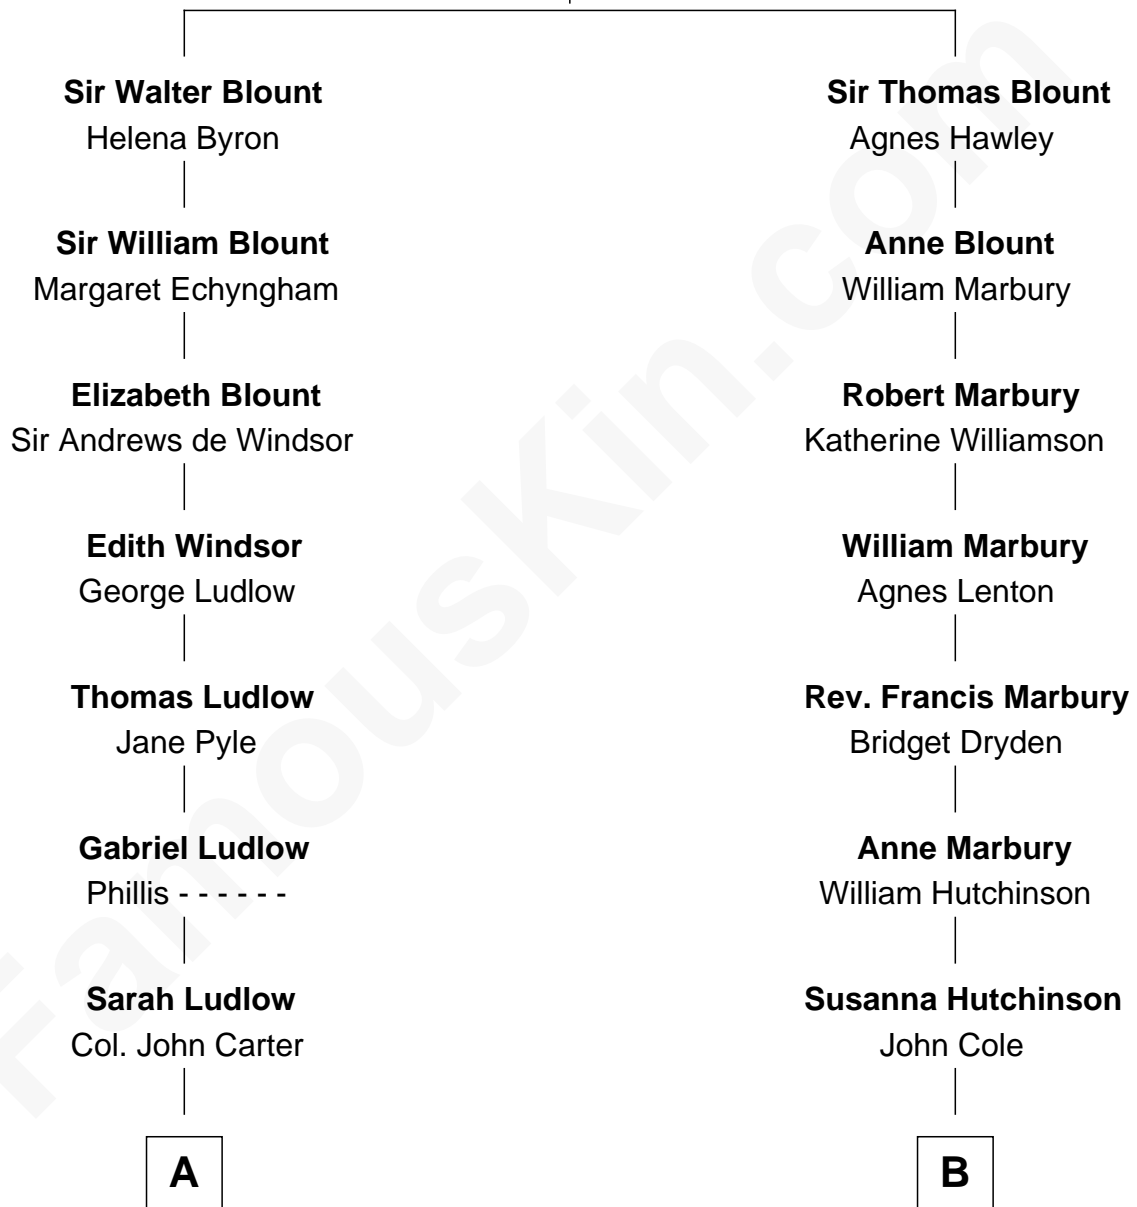 Sir Walter Blount
Helena Byron
Sir William Blount
Margaret Echyngham
Elizabeth Blount
Sir Andrews de Windsor
Edith Windsor
George Ludlow
Thomas Ludlow
Jane Pyle
Gabriel Ludlow
Phillis - - - - - -
Sarah Ludlow
Col. John Carter
A
Sir Thomas Blount
Agnes Hawley
Anne Blount
William Marbury
Robert Marbury
Katherine Williamson
William Marbury
Agnes Lenton
Rev. Francis Marbury
Bridget Dryden
Anne Marbury
William Hutchinson
Susanna Hutchinson
John Cole
B
FamousKin.com